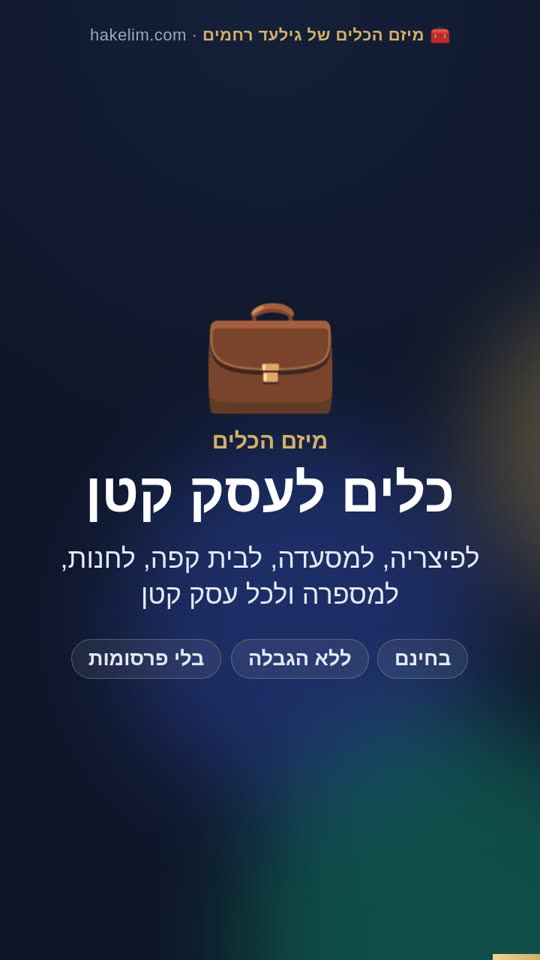 🧰 מיזם הכלים של גילעד רחמים · hakelim.com
מיזם הכלים
כלים לעסק קטן
לפיצריה, למסעדה, לבית קפה, לחנות,
למספרה ולכל עסק קטן
בחינם
ללא הגבלה
בלי פרסומות